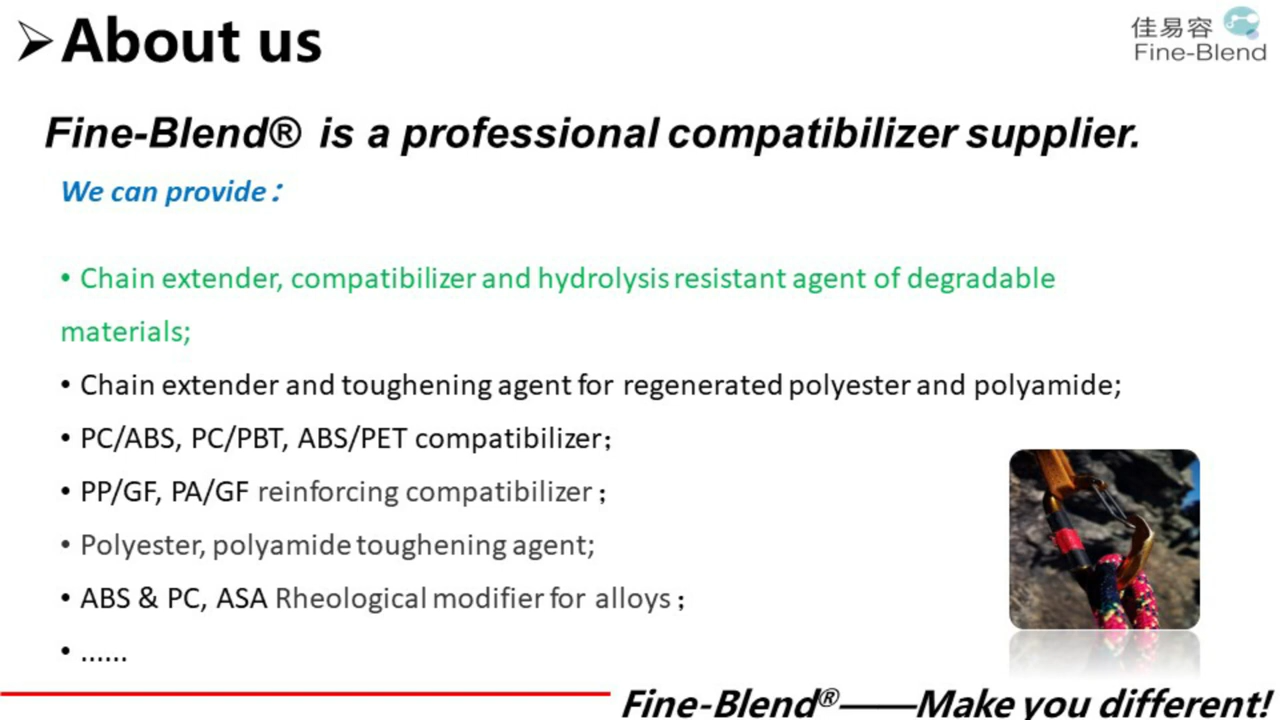 ➢About us
佳易容
Fine-Blend
Fine-Blend® is a professional compatibilizer supplier.
We can provide：
• Chain extender, compatibilizer and hydrolysis resistant agent of degradable
materials;
• Chain extender and toughening agent for regenerated polyester and polyamide;
• PC/ABS, PC/PBT, ABS/PET compatibilizer；
• PP/GF, PA/GF reinforcing compatibilizer；
• Polyester, polyamide toughening agent;
• ABS & PC, ASA Rheological modifier for alloys；
• ......
Fine-Blend®——Make you different!